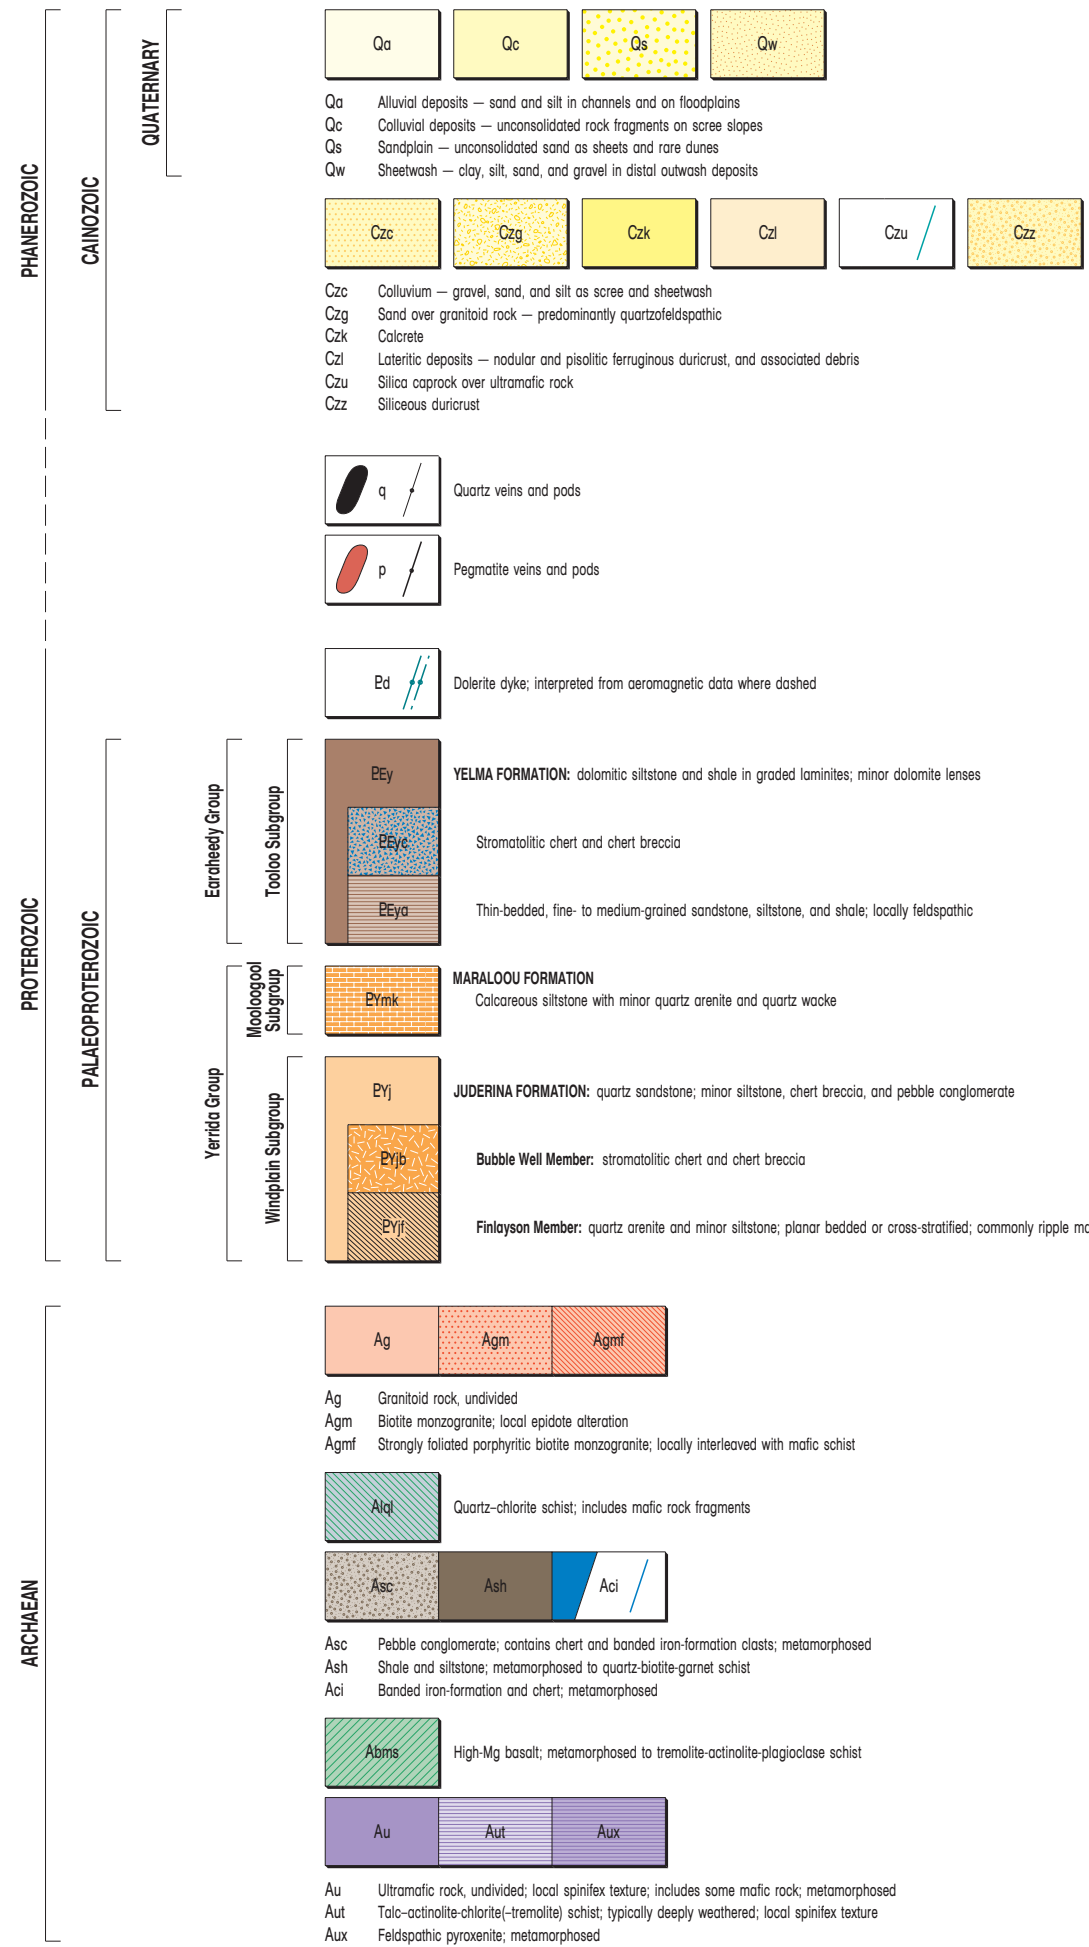 PHANEROZOIC
CAINOZOIC
QUATERNARY
Qa Qc Qs Qw
Qa Alluvial deposits — sand and silt in channels and on floodplains
Qc Colluvial deposits — unconsolidated rock fragments on scree slopes
Qs Sandplain — unconsolidated sand as sheets and rare dunes
Qw Sheetwash — clay, silt, sand, and gravel in distal outwash deposits
Czc Czg Czk Czl Czu Czz
Czc Colluvium — gravel, sand, and silt as scree and sheetwash
Czg Sand over granitoid rock — predominantly quartzofeldspathic
Czk Calcrete
Czl Lateritic deposits — nodular and pisolitic ferruginous duricrust, and associated debris
Czu Silica caprock over ultramafic rock
Czz Siliceous duricrust
q Quartz veins and pods
p Pegmatite veins and pods
PROTEROZOIC
Pd Dolerite dyke; interpreted from aeromagnetic data where dashed
PALAEOPROTEROZOIC
Earaheedy Group
Tooloo Subgroup
PEy YELMA FORMATION: dolomitic siltstone and shale in graded laminites; minor dolomite lenses
PEyc Stromatolitic chert and chert breccia
PEya Thin-bedded, fine- to medium-grained sandstone, siltstone, and shale; locally feldspathic
Yerrida Group
Mooloogool
Subgroup
MARALOOU FORMATION
PYmk Calcareous siltstone with minor quartz arenite and quartz wacke
Windplain Subgroup
PYj JUDERINA FORMATION: quartz sandstone; minor siltstone, chert breccia, and pebble conglomerate
PYjb Bubble Well Member: stromatolitic chert and chert breccia
PYjf Finlayson Member: quartz arenite and minor siltstone; planar bedded or cross-stratified; commonly ripple
ARCHAEAN
Ag Agm Agmf
Ag Granitoid rock, undivided
Agm Biotite monzogranite; local epidote alteration
Agmf Strongly foliated porphyritic biotite monzogranite; locally interleaved with mafic schist
Alql Quartz–chlorite schist; includes mafic rock fragments
Asc Ash Aci
Asc Pebble conglomerate; contains chert and banded iron-formation clasts; metamorphosed
Ash Shale and siltstone; metamorphosed to quartz-biotite-garnet schist
Aci Banded iron-formation and chert; metamorphosed
Abms High-Mg basalt; metamorphosed to tremolite-actinolite-plagioclase schist
Au Aut Aux
Au Ultramafic rock, undivided; local spinifex texture; includes some mafic rock; metamorphosed
Aut Talc–actinolite-chlorite(–tremolite) schist; typically deeply weathered; local spinifex texture
Aux Feldspathic pyroxenite; metamorphosed